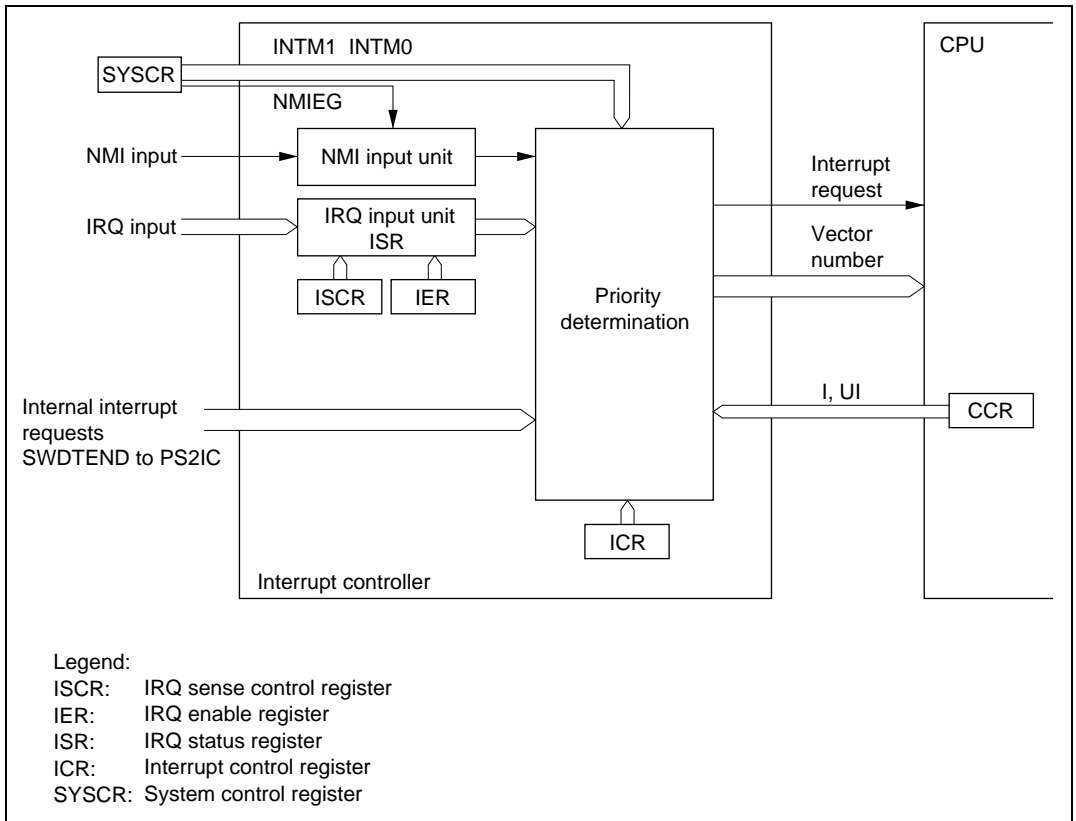 INTM1 INTM0
CPU
SYSCR
NMIEG
NMI input
NMI input unit
Interrupt
request
IRQ input
IRQ input unit
ISR
Vector
number
ISCR
IER
Priority
determination
Internal interrupt
requests
SWDTEND to PS2IC
I, UI
CCR
ICR
Interrupt controller
Legend:
ISCR: IRQ sense control register
IER: IRQ enable register
ISR: IRQ status register
ICR: Interrupt control register
SYSCR: System control register